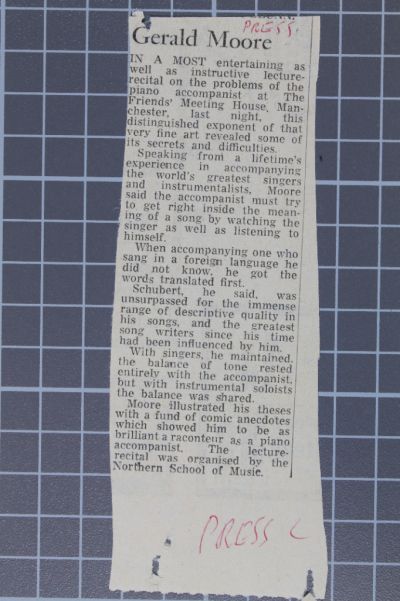 PRESS.
Gerald Moore
IN A MOST entertaining as
well as instructive lecture-
recital on the problems of the
piano accompanist at The
Friends' Meeting House, Man-
chester, last night, this
distinguished exponent of that
very fine art revealed some of
its secrets and difficulties.
Speaking from a lifetime's
experience in accompanying
the world's greatest singers
and instrumentalists, Moore
said the accompanist must try
to get right inside the mean-
ing of a song by watching the
singer as well as listening to
himself.
When accompanying one who
sang in a foreign language he
did not know, he got the
words translated first.
Schubert, he said, was
unsurpassed for the immense
range of descriptive quality in
his songs, and the greatest
song writers since his time
had been influenced by him.
With singers, he maintained,
the balance of tone rested
entirely with the accompanist,
but with instrumental soloists
the balance was shared.
Moore illustrated his theses
with a fund of comic anecdotes
which showed him to be as
brilliant a raconteur as a piano
accompanist. The lecture-
recital was organised by the
Northern School of Music.
PRESS